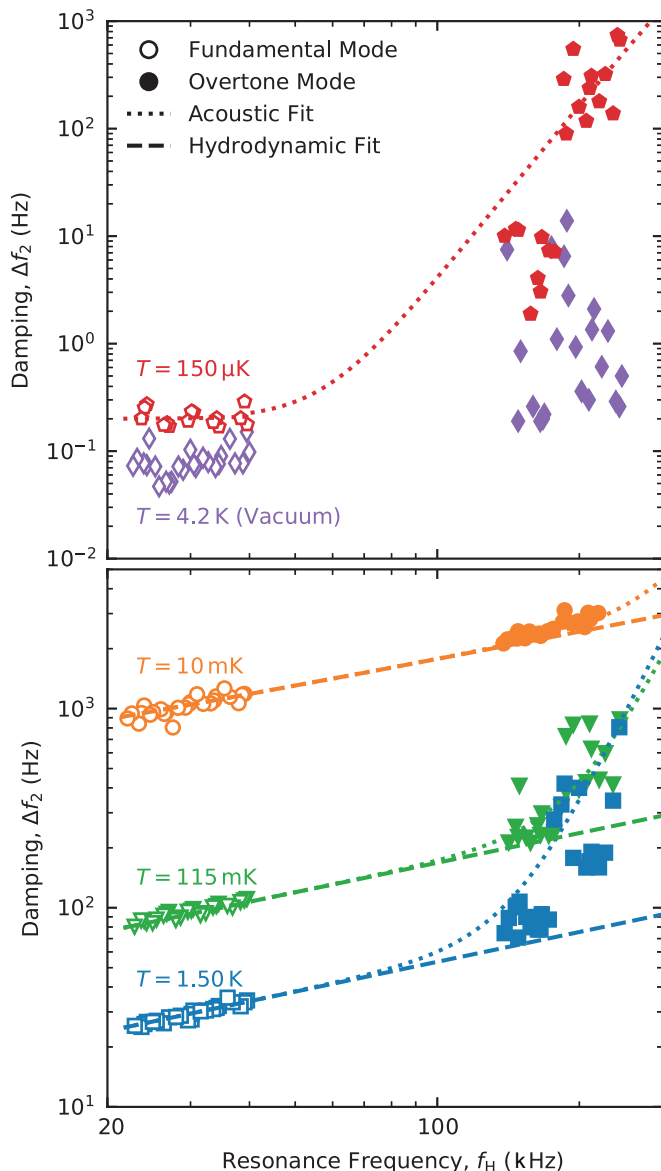 10³
Fundamental Mode
Overtone Mode
Acoustic Fit
Hydrodynamic Fit
10²
Damping, Δf₂ (Hz)
10¹
10⁰
T = 150 μK
10⁻¹
T = 4.2 K (Vacuum)
10⁻²
T = 10 mK
10³
Damping, Δf₂ (Hz)
T = 115 mK
10²
T = 1.50 K
10¹
20
100
Resonance Frequency, f_H (kHz)